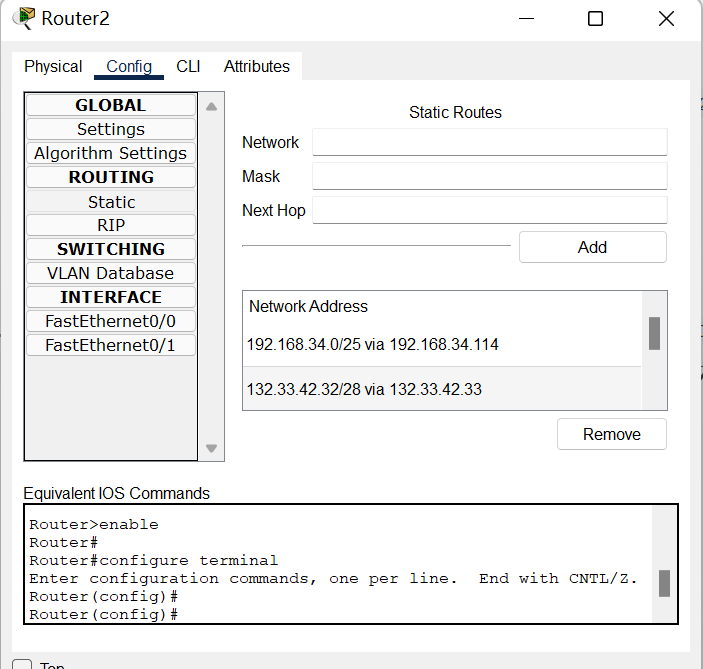 Router2
Physical Config CLI Attributes
GLOBAL
Settings
Algorithm Settings
ROUTING
Static
RIP
SWITCHING
VLAN Database
INTERFACE
FastEthernet0/0
FastEthernet0/1
Static Routes
Network
Mask
Next Hop
Add
Network Address
192.168.34.0/25 via 192.168.34.114
132.33.42.32/28 via 132.33.42.33
Remove
Equivalent IOS Commands
Router>enable
Router#
Router#configure terminal
Enter configuration commands, one per line.  End with CNTL/Z.
Router(config)#
Router(config)#
Top